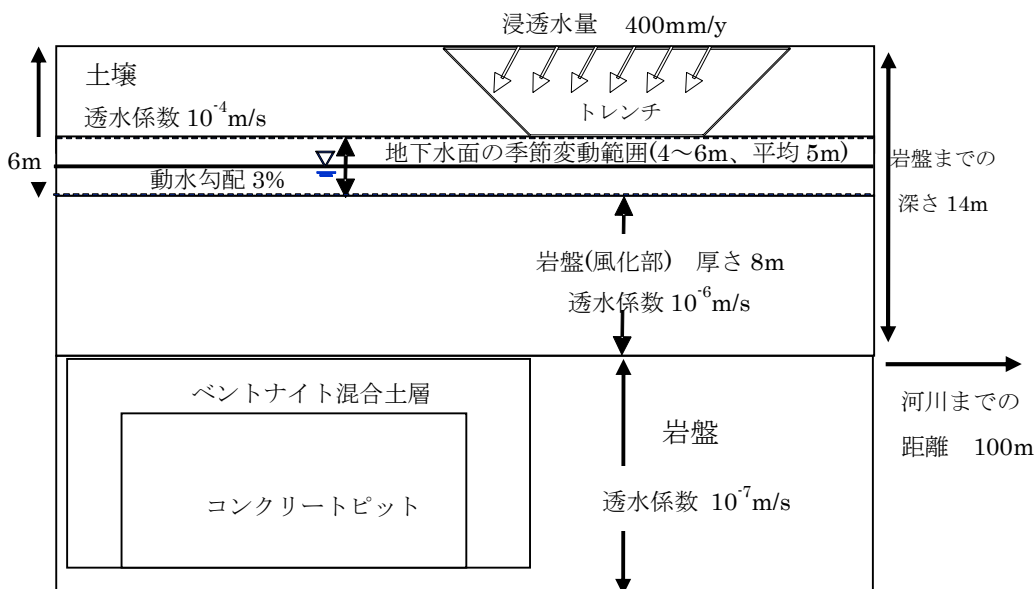 浸透水量 400mm/y
土壌
トレンチ
透水係数 10⁻⁴m/s
6m
地下水面の季節変動範囲(4～6m、平均 5m)
動水勾配 3%
岩盤までの
深さ 14m
岩盤(風化部) 厚さ 8m
透水係数 10⁻⁶m/s
ベントナイト混合土層
岩盤
河川までの
距離 100m
コンクリートピット
透水係数 10⁻⁷m/s